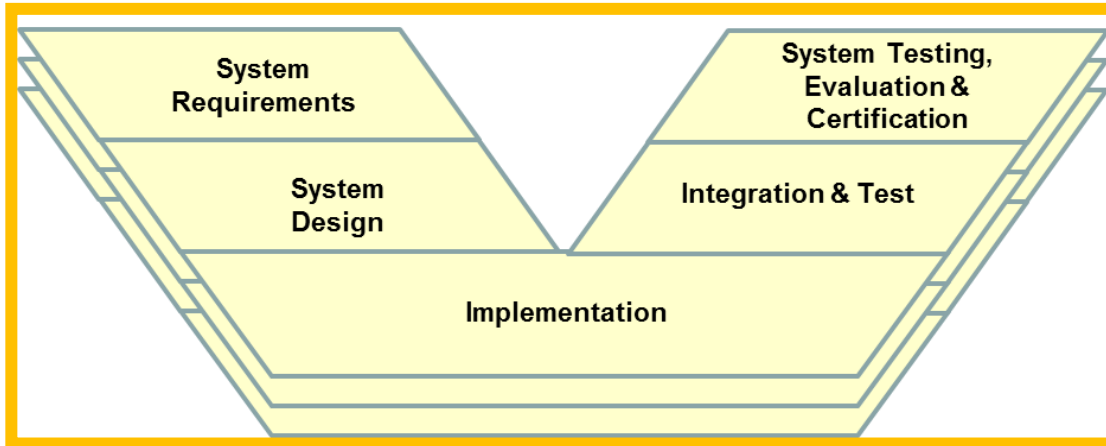 System
Requirements
System Testing,
Evaluation &
Certification
System
Design
Integration & Test
Implementation